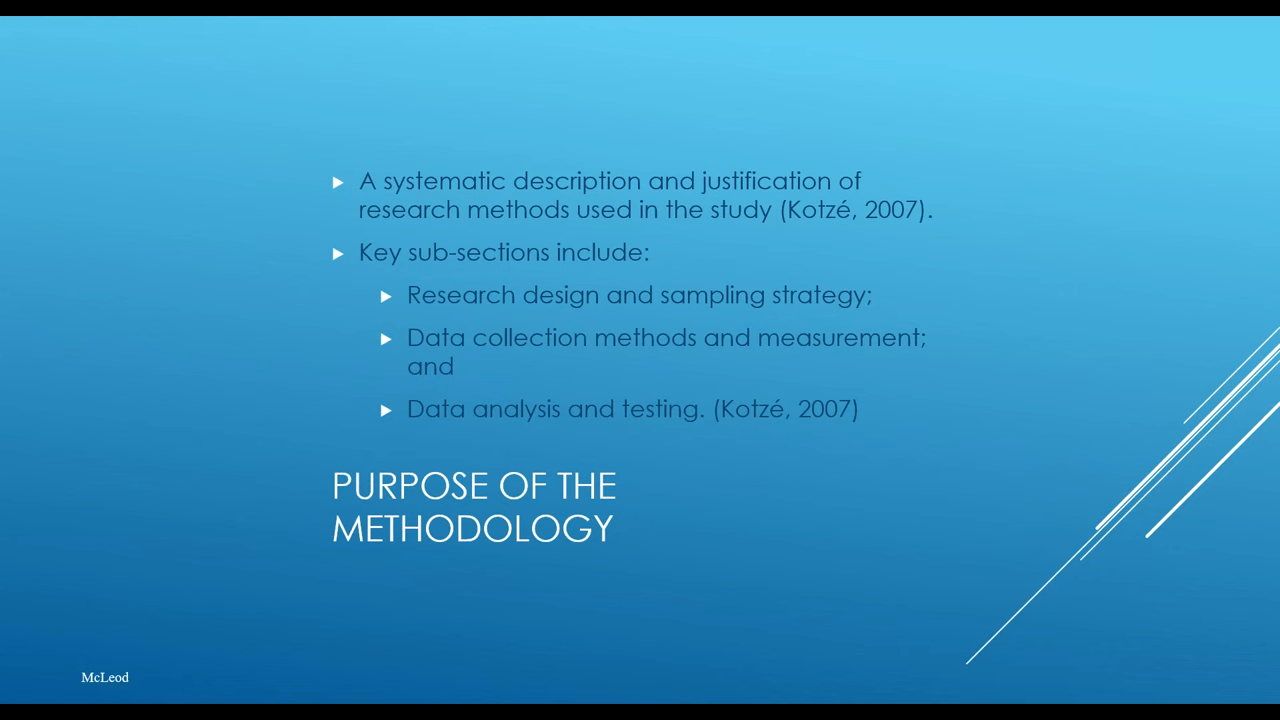 A systematic description and justification of
research methods used in the study (Kotzé, 2007).
Key sub-sections include:
Research design and sampling strategy;
Data collection methods and measurement;
and
Data analysis and testing. (Kotzé, 2007)
PURPOSE OF THE
METHODOLOGY
McLeod